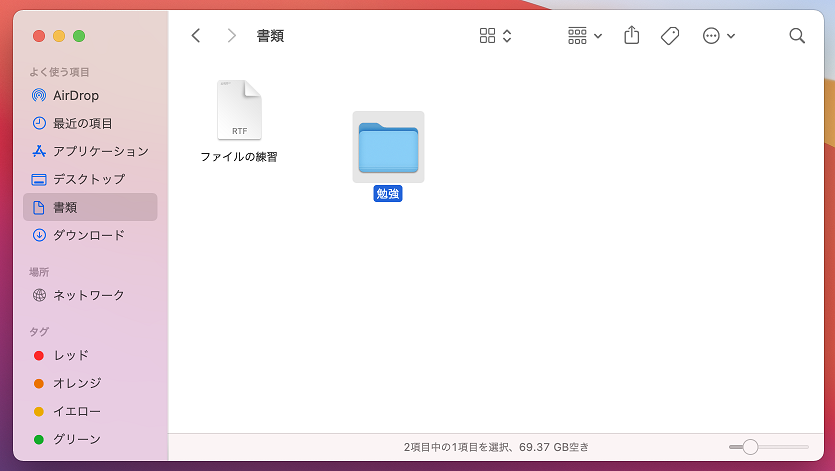 書類
よく使う項目
AirDrop
最近の項目
アプリケーション
デスクトップ
書類
ダウンロード
場所
ネットワーク
タグ
レッド
オレンジ
イエロー
グリーン
RTF
ファイルの練習
勉強
2項目中の1項目を選択、69.37 GB空き